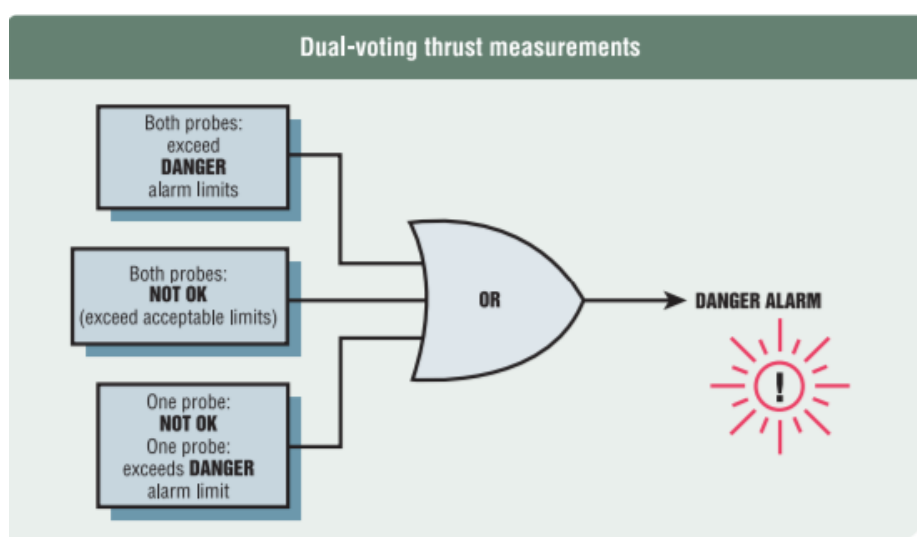 Dual-voting thrust measurements
Both probes:
exceed
DANGER
alarm limits
Both probes:
NOT OK
(exceed acceptable limits)
One probe:
NOT OK
One probe:
exceeds DANGER
alarm limit
OR
DANGER ALARM
!